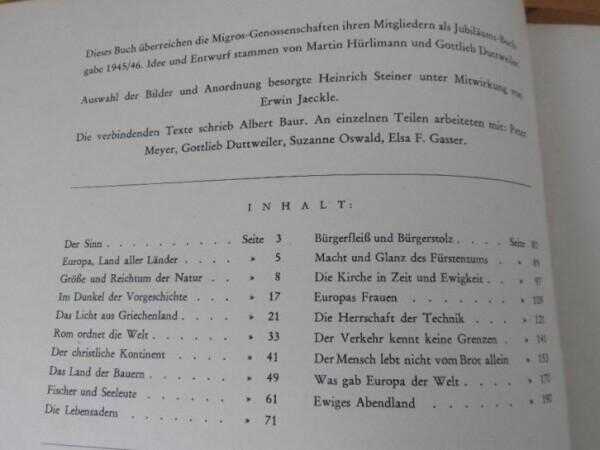 Dieses Buch überreichen die Migros-Genossenschaften ihren Mitgliedern als Jubiläums-Buch
gabe 1945/46. Idee und Entwurf stammen von Martin Hürlimann und Gottlieb Duttweiler.
Auswahl der Bilder und Anordnung besorgte Heinrich Steiner unter Mitwirkung von
Erwin Jaeckle.
Die verbindenden Texte schrieb Albert Baur. An einzelnen Teilen arbeiteten mit: Peter
Meyer, Gottlieb Duttweiler, Suzanne Oswald, Elsa F. Gasser.
INHALT:
Der Sinn . . . . . . . . . . Seite 3
Europa, Land aller Länder . . . » 5
Größe und Reichtum der Natur . . » 8
Im Dunkel der Vorgeschichte . . . » 17
Das Licht aus Griechenland . . . . » 21
Rom ordnet die Welt . . . . . » 33
Der christliche Kontinent . . . . » 41
Das Land der Bauern . . . . . » 49
Fischer und Seeleute . . . . . » 61
Die Lebensadern . . . . . . » 71
Bürgerfleiß und Bürgerstolz . . . . Seite
Macht und Glanz des Fürstentums . . »
Die Kirche in Zeit und Ewigkeit . . » 97
Europas Frauen . . . . . . »
Die Herrschaft der Technik . . . . » 121
Der Verkehr kennt keine Grenzen . . » 141
Der Mensch lebt nicht vom Brot allein » 153
Was gab Europa der Welt . . . . »
Ewiges Abendland . . . . . . »